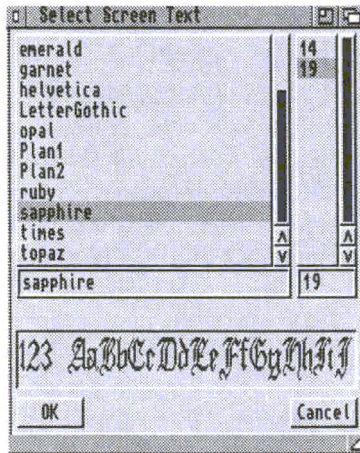 Select Screen Text
emerald 14
garnet 19
helvetica
LetterGothic
opal
Plan1
Plan2
ruby
sapphire
times
topaz
sapphire 19
123 AaBbCcDdEeFfGgHhIiJ
OK Cancel